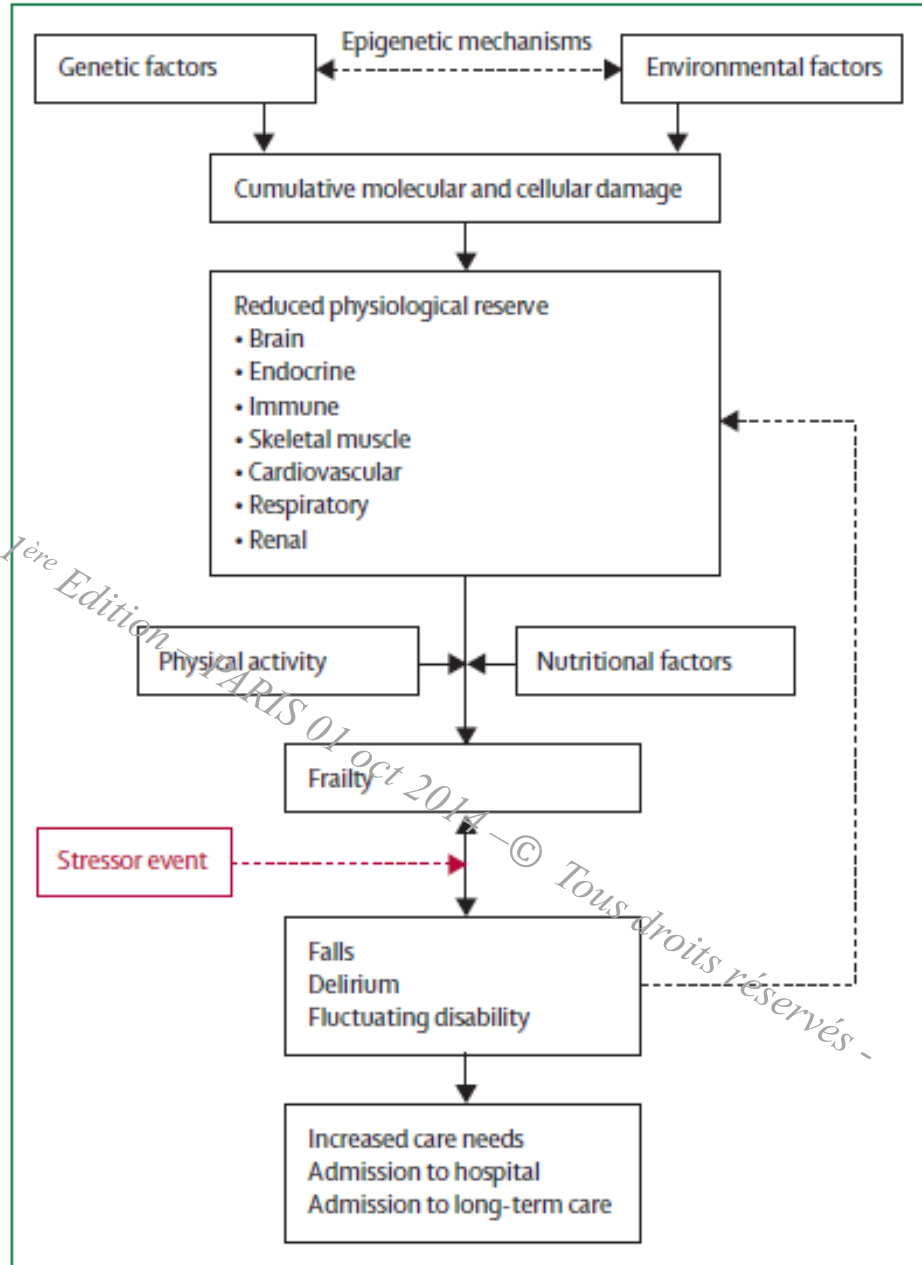 Epigenetic mechanisms
Genetic factors
Environmental factors
Cumulative molecular and cellular damage
Reduced physiological reserve
• Brain
• Endocrine
• Immune
• Skeletal muscle
• Cardiovascular
• Respiratory
• Renal
Physical activity
Nutritional factors
Frailty
Stressor event
Falls
Delirium
Fluctuating disability
Increased care needs
Admission to hospital
Admission to long-term care
1ère Edition – PARIS 01 oct 2014 –© Tous droits réservés -